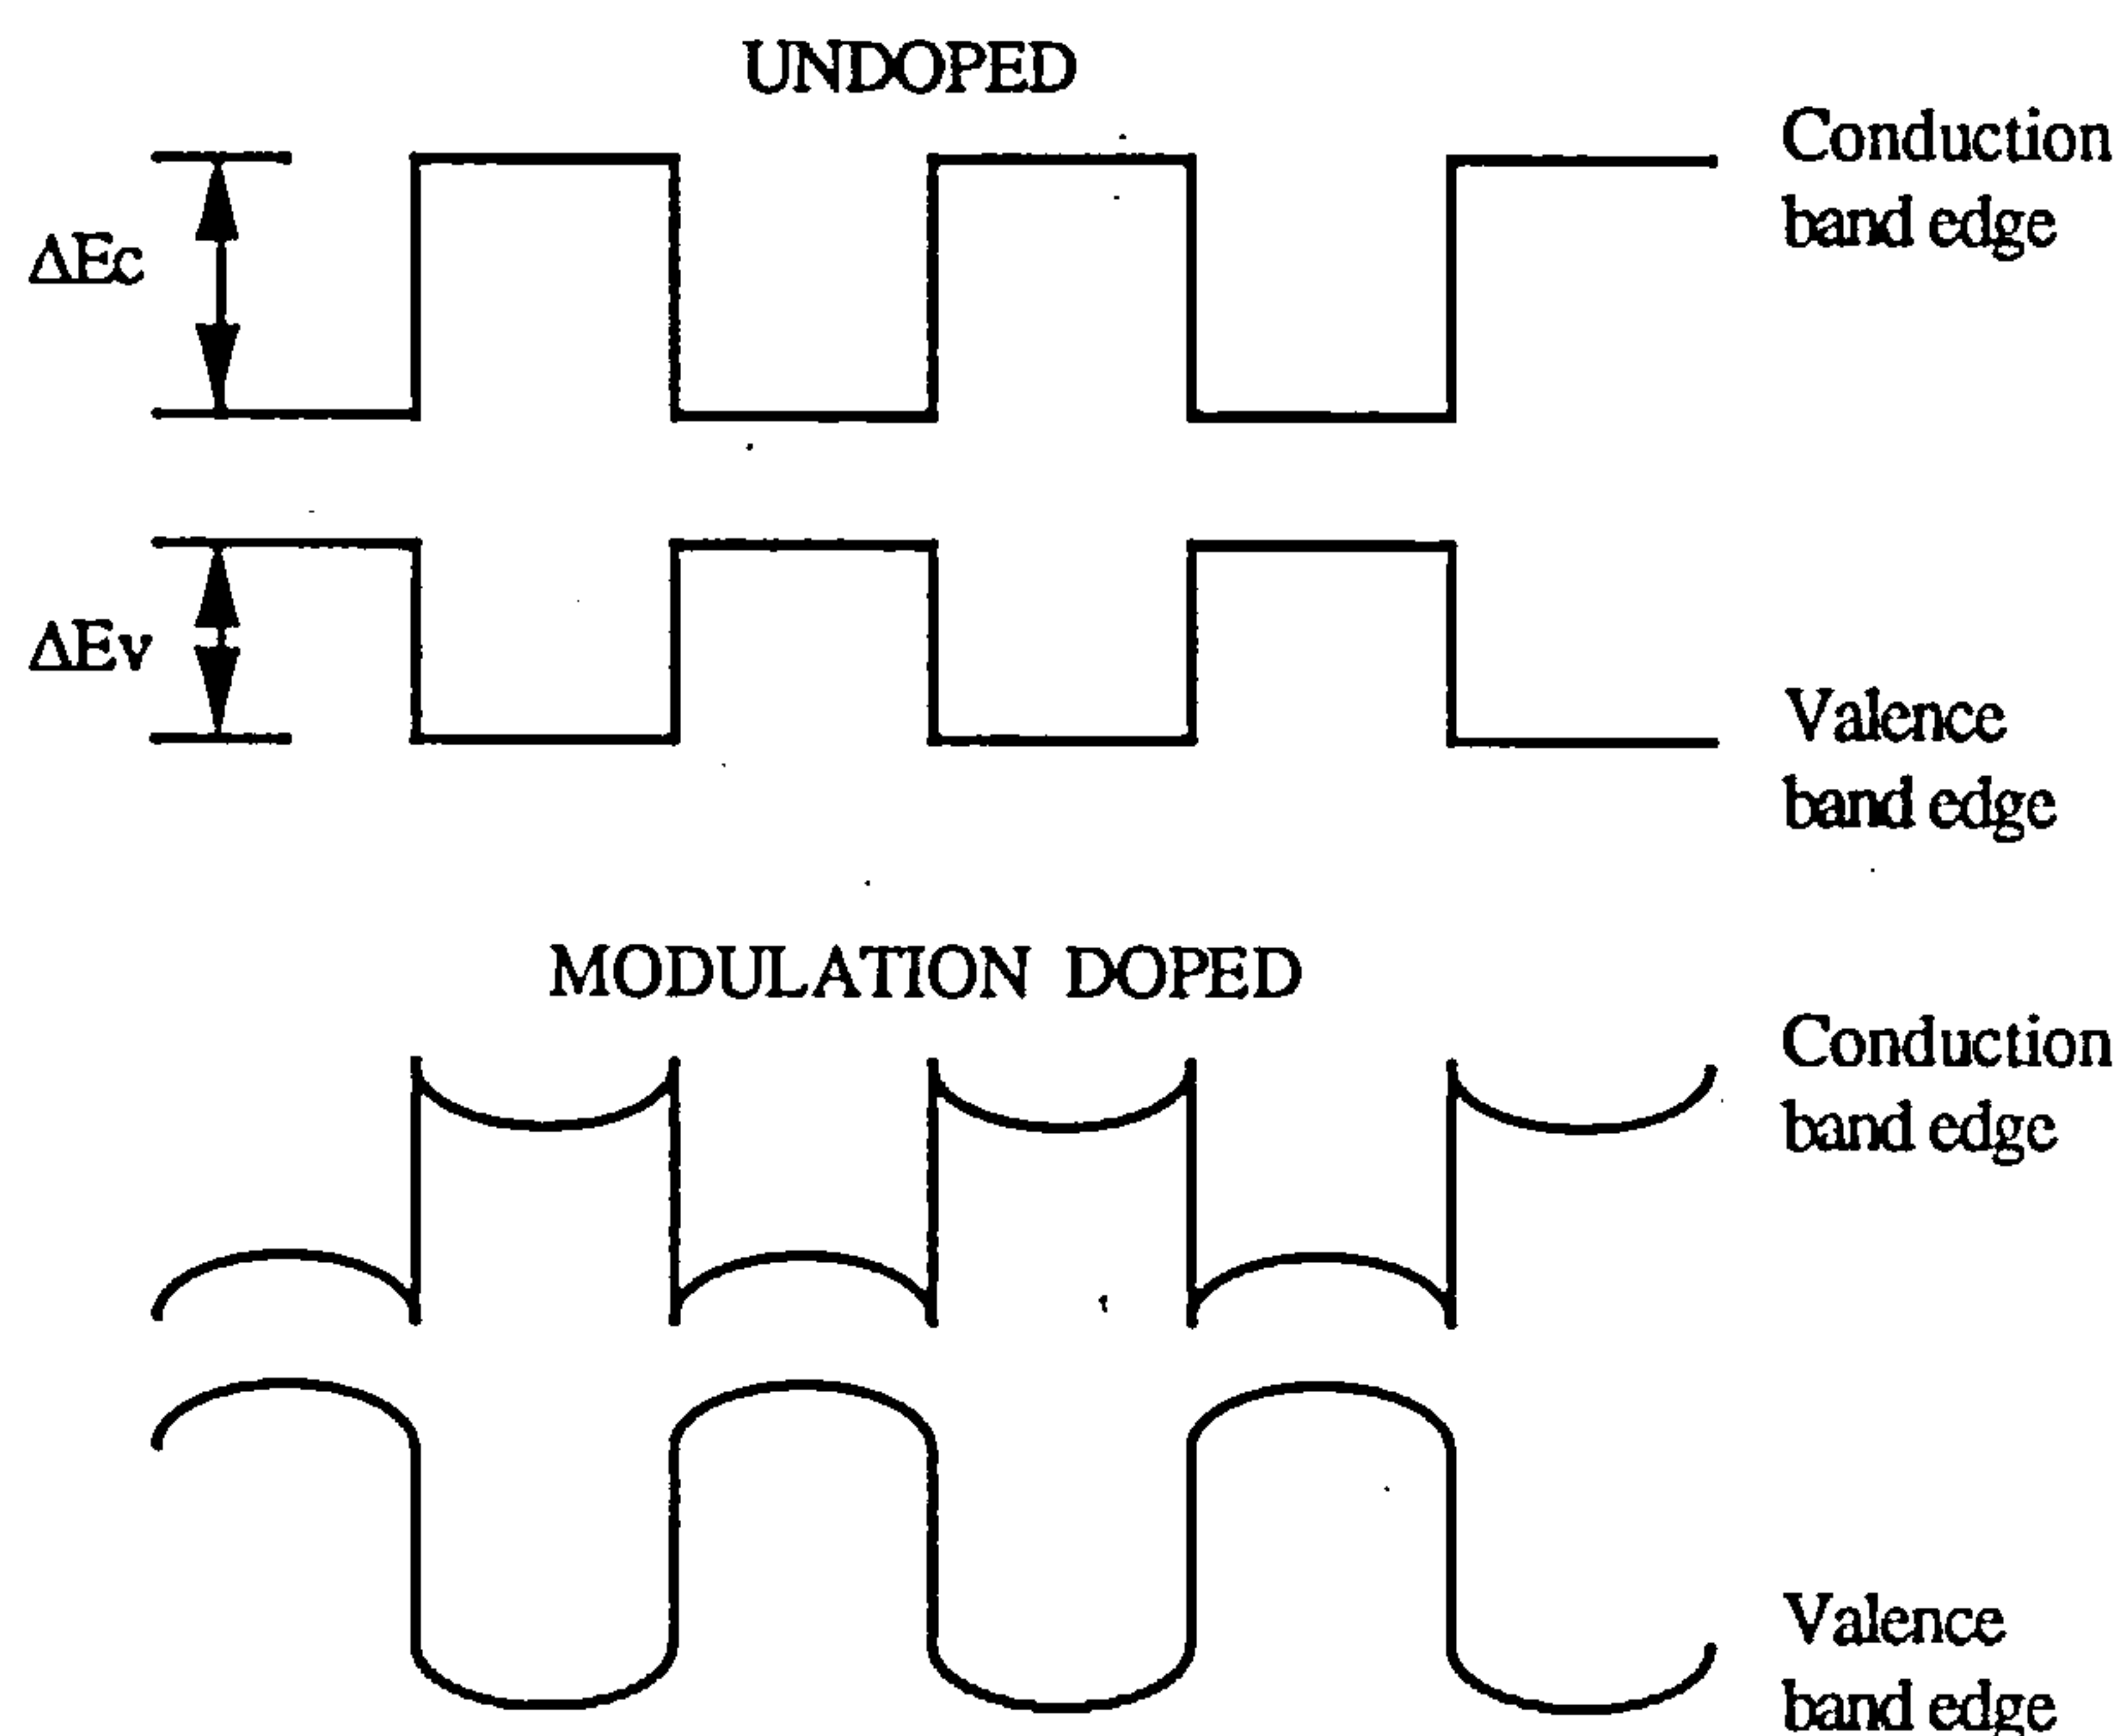 UNDOPED
Conduction
band edge
ΔEc
ΔEv
Valence
band edge
MODULATION DOPED
Conduction
band edge
Valence
band edge